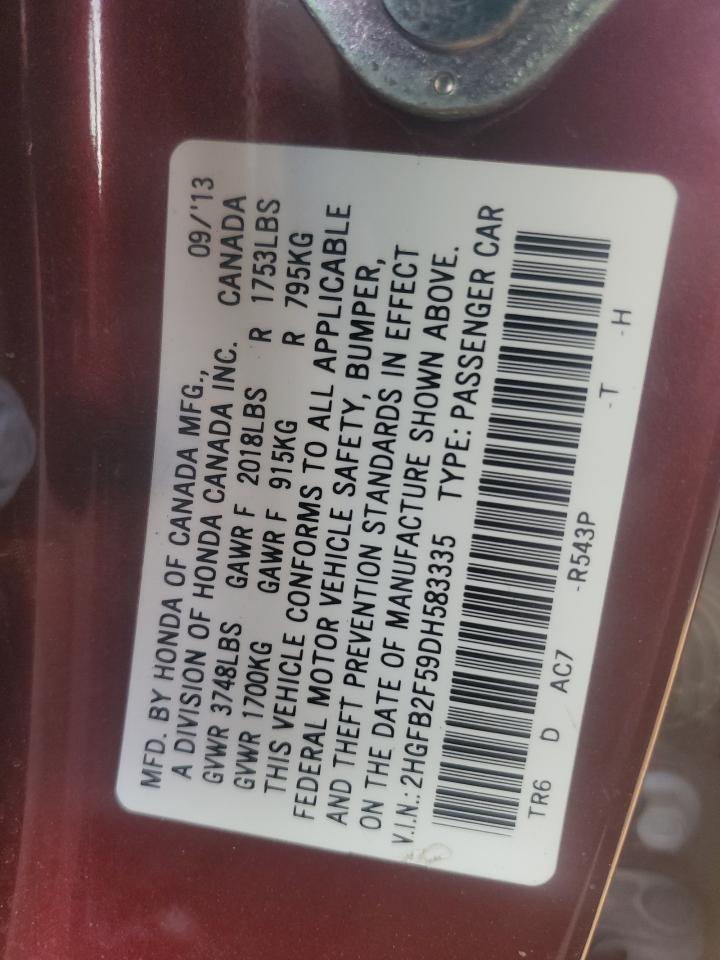 MFD. BY HONDA OF CANADA MFG., 09/'13
A DIVISION OF HONDA CANADA INC. CANADA
GVWR 3748LBS GAWR F 2018LBS R 1753LBS
GVWR 1700KG GAWR F 915KG R 795KG
THIS VEHICLE CONFORMS TO ALL APPLICABLE
FEDERAL MOTOR VEHICLE SAFETY, BUMPER,
AND THEFT PREVENTION STANDARDS IN EFFECT
ON THE DATE OF MANUFACTURE SHOWN ABOVE.
V.I.N.: 2HGFB2F59DH583335 TYPE: PASSENGER CAR
TR6 D AC7 -R543P -T -H